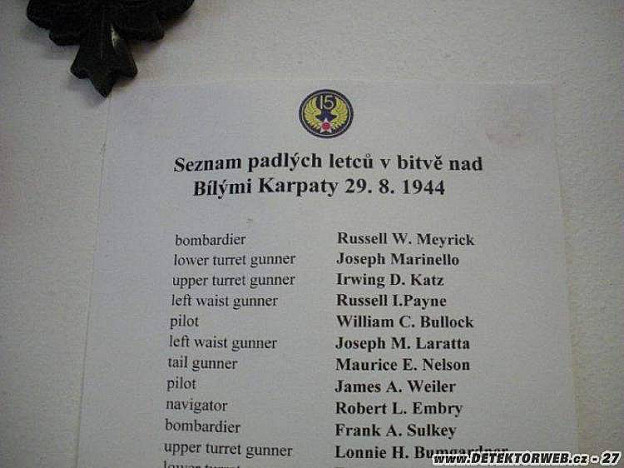 15
Seznam padlých letců v bitvě nad
Bílými Karpaty 29. 8. 1944
bombardier Russell W. Meyrick
lower turret gunner Joseph Marinello
upper turret gunner Irwing D. Katz
left waist gunner Russell I.Payne
pilot William C. Bullock
left waist gunner Joseph M. Laratta
tail gunner Maurice E. Nelson
pilot James A. Weiler
navigator Robert L. Embry
bombardier Frank A. Sulkey
upper turret gunner Lonnie H. Bumgardner
lower turret
www.DETEKTORWEB.cz - 27